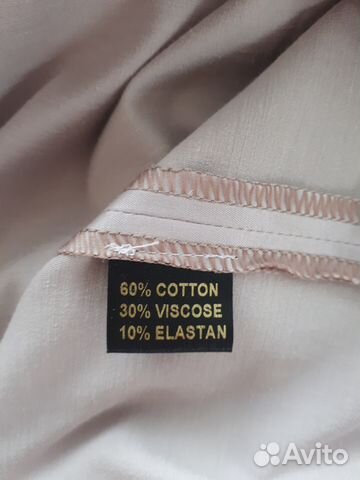 60% COTTON
30% VISCOSE
10% ELASTAN
Avito